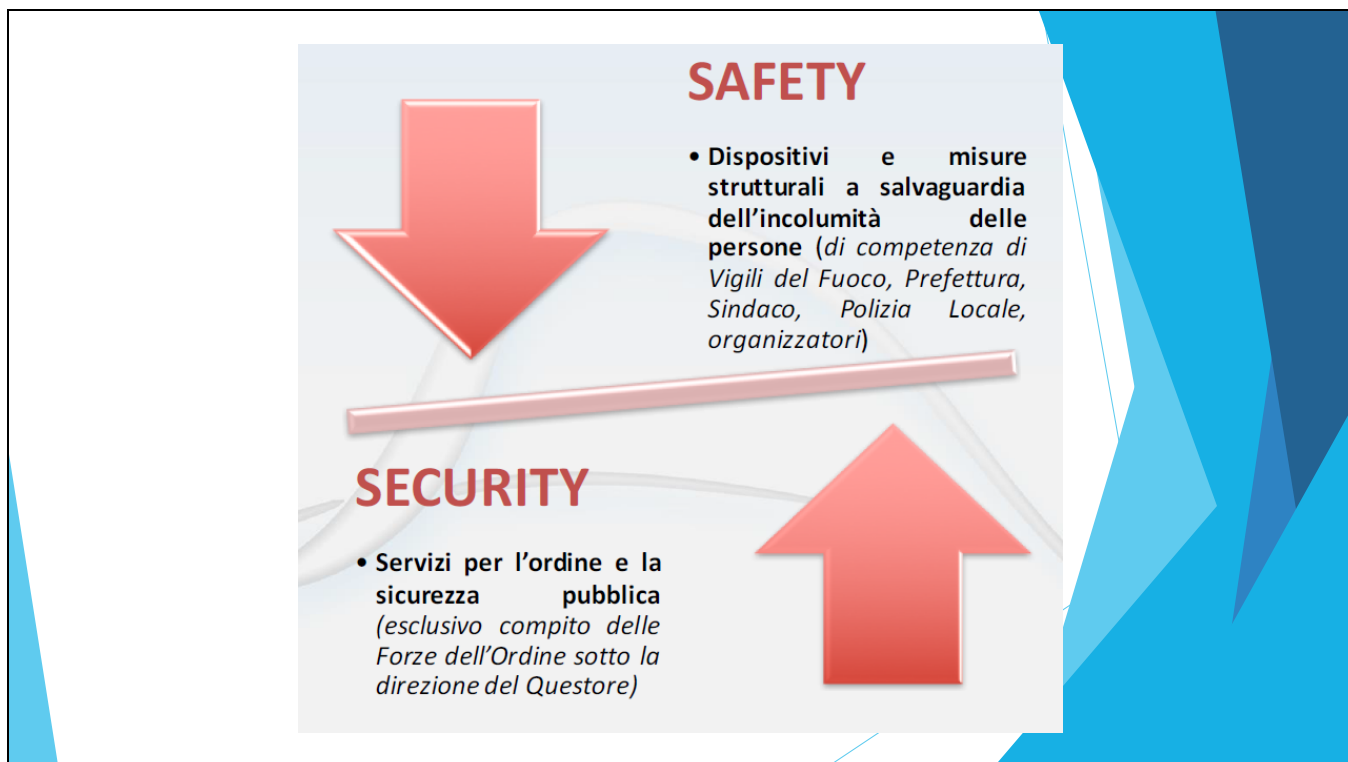 SAFETY
• Dispositivi e misure
strutturali a salvaguardia
dell’incolumità delle
persone (di competenza di
Vigili del Fuoco, Prefettura,
Sindaco, Polizia Locale,
organizzatori)
SECURITY
• Servizi per l’ordine e la
sicurezza pubblica
(esclusivo compito delle
Forze dell’Ordine sotto la
direzione del Questore)